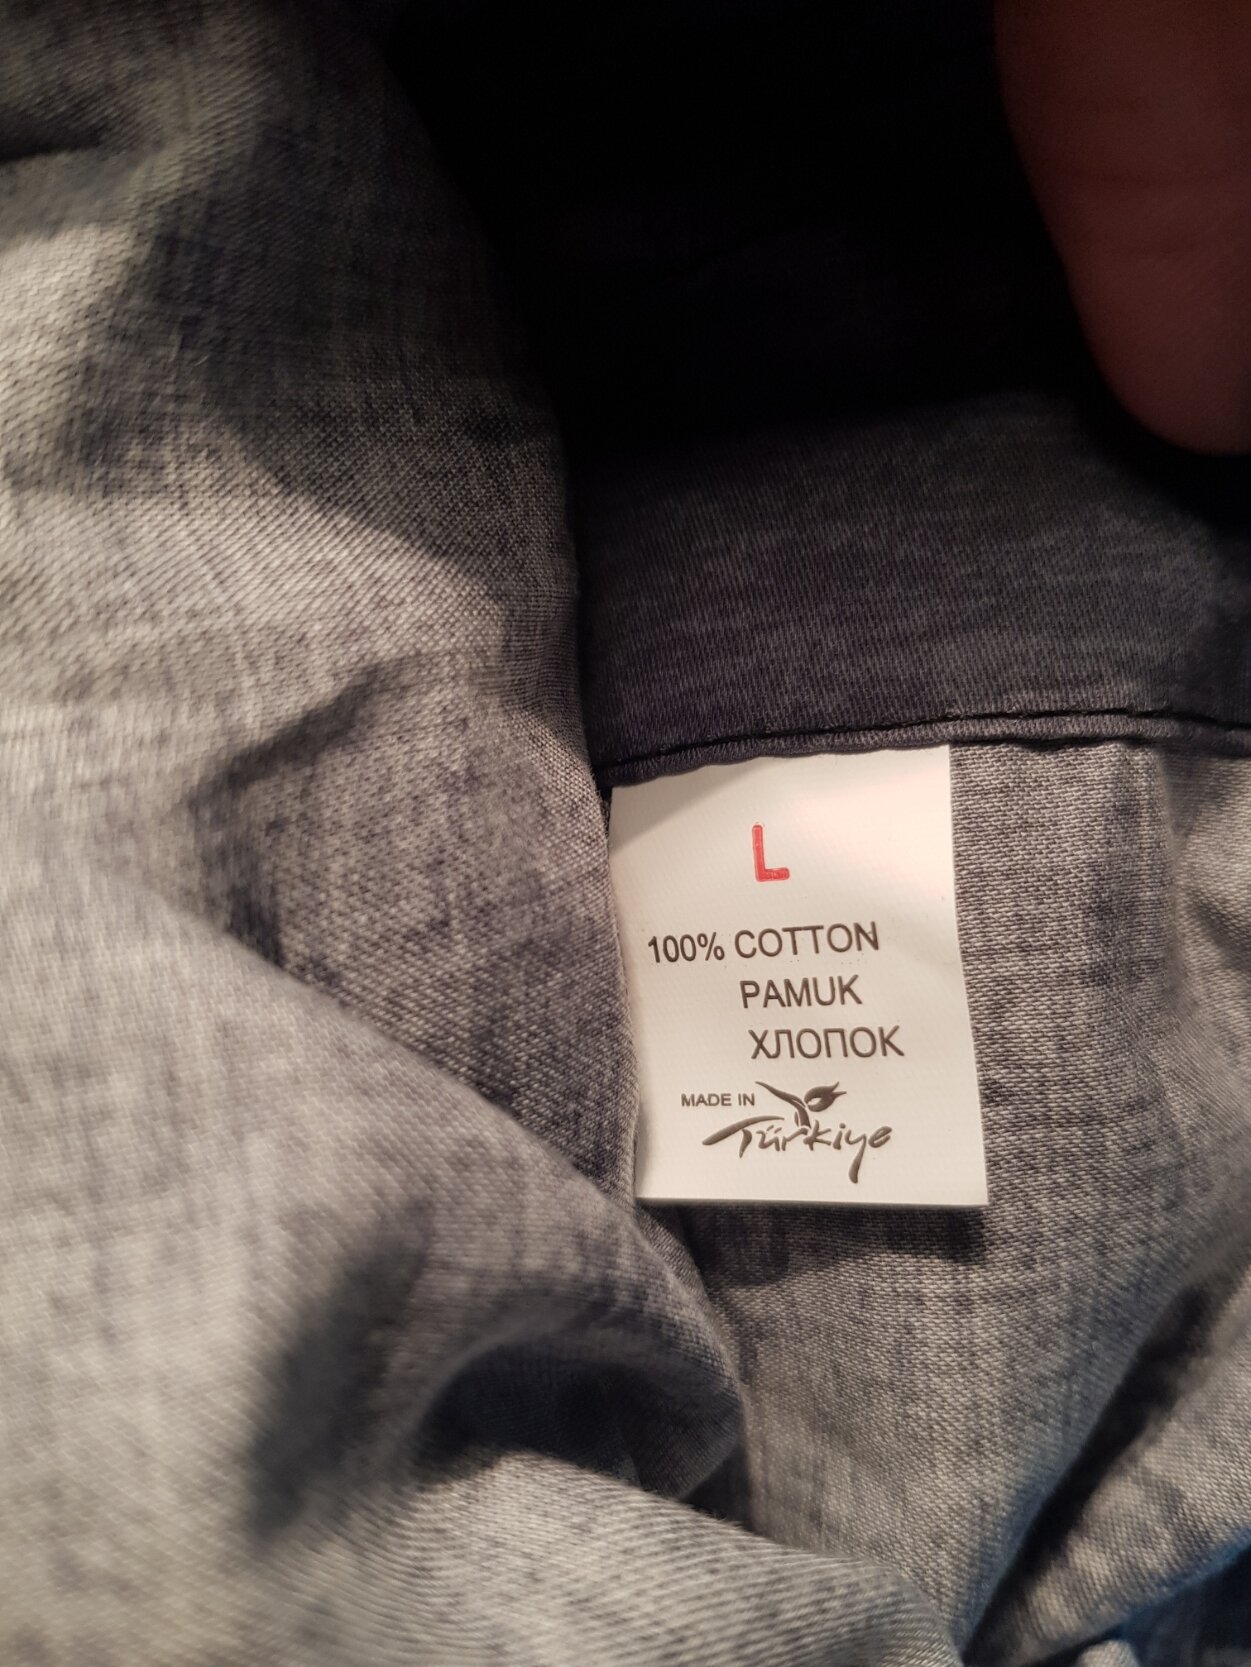 L
100% COTTON
PAMUK
ХЛОПОК
MADE IN
Türkiye